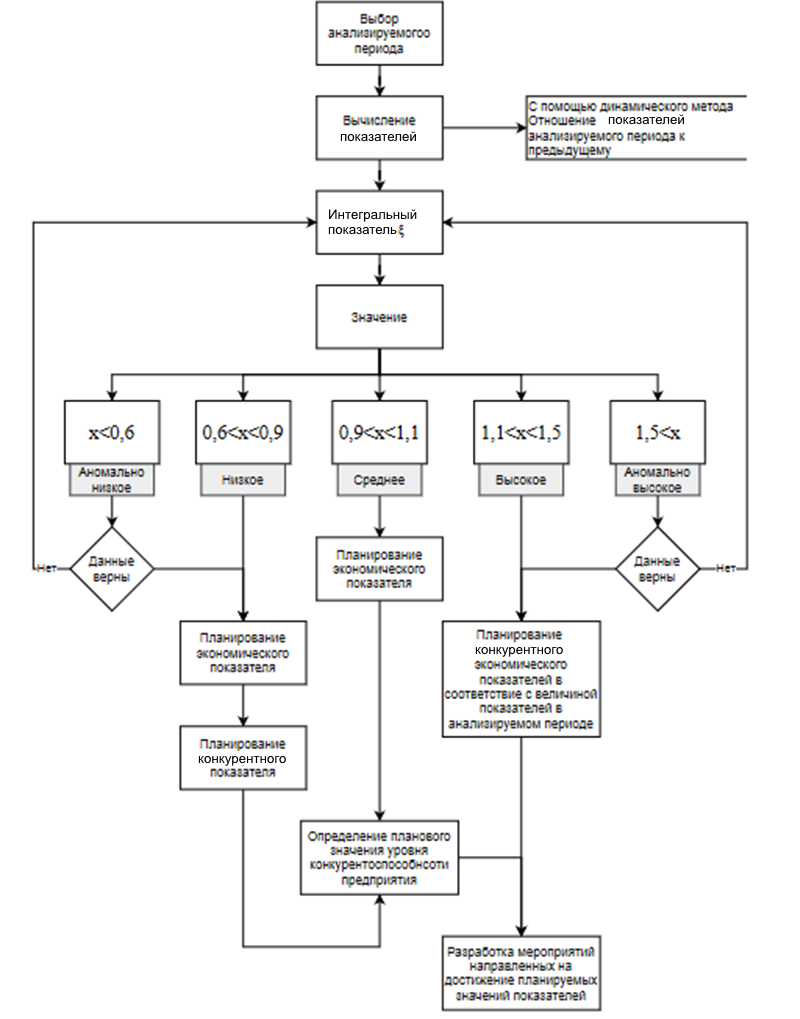 Выбор
анализируемогоо
периода
Вычисление
показателей
С помощью динамического метода
Отношение показателей
анализируемого периода к
предыдущему
Интегральный
показатель ξ
Значение
x<0,6
0,6<x<0,9
0,9<x<1,1
1,1<x<1,5
1,5<x
Аномально
низкое
Низкое
Среднее
Высокое
Аномально
высокое
Нет
Данные
верны
Планирование
экономического
показателя
Данные
верны
Нет
Планирование
экономического
показателя
Планирование
конкурентного
экономического
показателей в
соответствие с величиной
показателей в
анализируемом периоде
Планирование
конкурентного
показателя
Определение планового
значения уровня
конкурентоспособнсоти
предприятия
Разработка мероприятий
направленных на
достижение планируемых
значений показателей